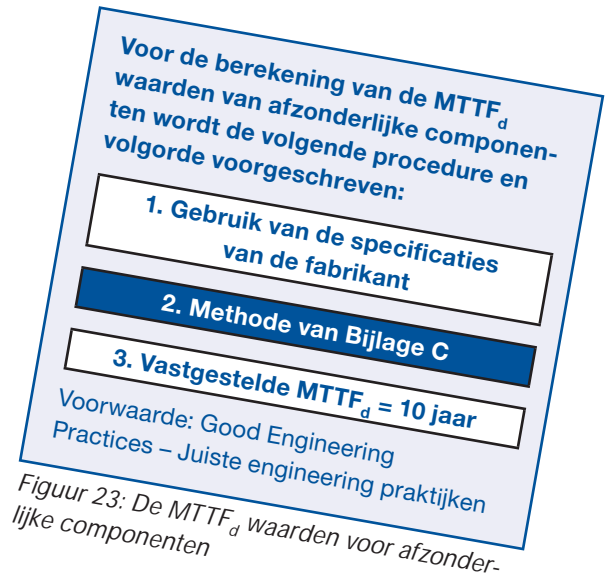 Voor de berekening van de MTTFd
waarden van afzonderlijke componen-
ten wordt de volgende procedure en
volgorde voorgeschreven:
1. Gebruik van de specificaties
van de fabrikant
2. Methode van Bijlage C
3. Vastgestelde MTTFd = 10 jaar
Voorwaarde: Good Engineering
Practices – Juiste engineering praktijken
Figuur 23: De MTTFd waarden voor afzonder-
lijke componenten